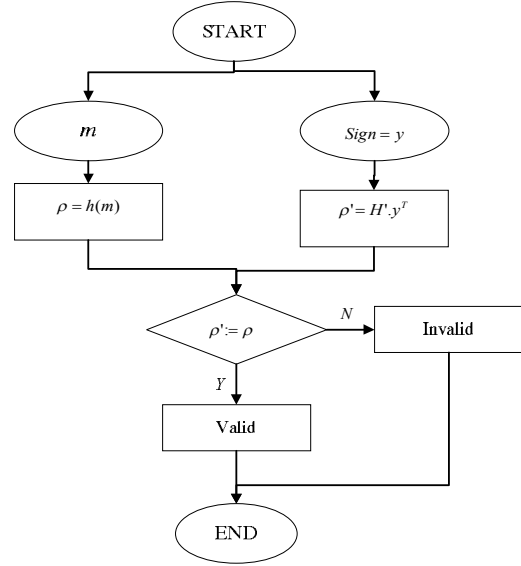 START
m
Sign = y
ρ = h(m)
ρ' = H'.y^T
ρ' := ρ
N
Invalid
Y
Valid
END